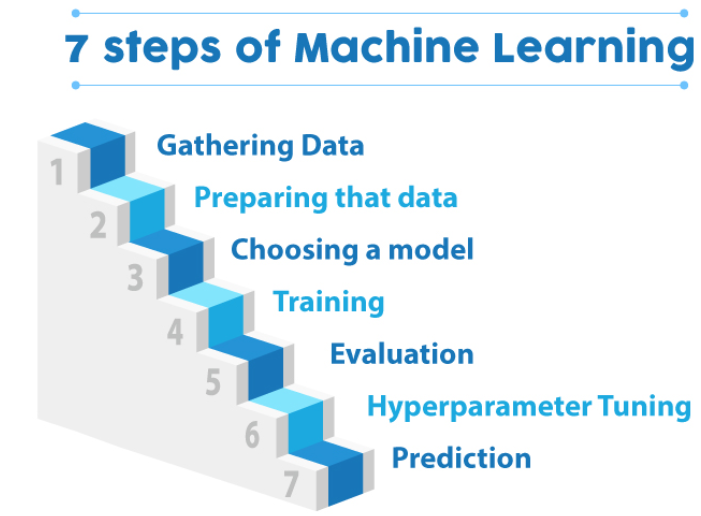 7 steps of Machine Learning
1 Gathering Data
2 Preparing that data
3 Choosing a model
4 Training
5 Evaluation
6 Hyperparameter Tuning
7 Prediction